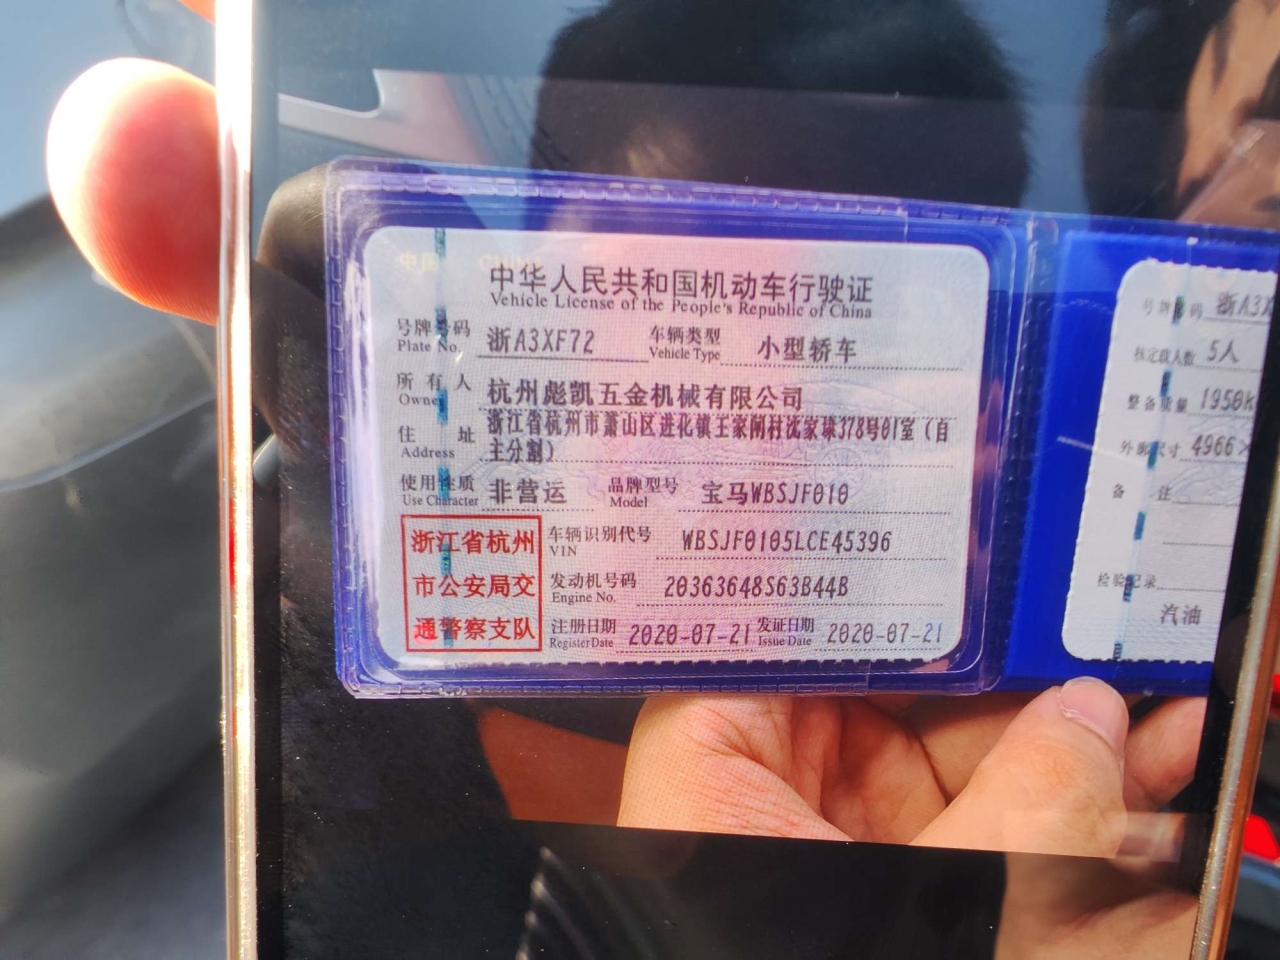 中华人民共和国机动车行驶证
Vehicle License of the People's Republic of China
号牌号码 浙A3XF72 车辆类型 小型轿车
Plate No. Vehicle Type
所有人 杭州彪凯五金机械有限公司
Owner
住址 浙江省杭州市萧山区进化镇王家闸村沈家埭378号01室（自
Address 主分割）
使用性质 非营运 品牌型号 宝马WBSJF010
Use Character Model
浙江省杭州
市公安局交
通警察支队
车辆识别代号 WBSJF0105LCE45396
VIN
发动机号码 20363648S63B44B
Engine No.
注册日期 2020-07-21 发证日期 2020-07-21
Register Date Issue Date
号牌号码 浙A3X
核定载人数 5人
整备质量 1950k
外廓尺寸 4966×
备注
检验记录
汽油